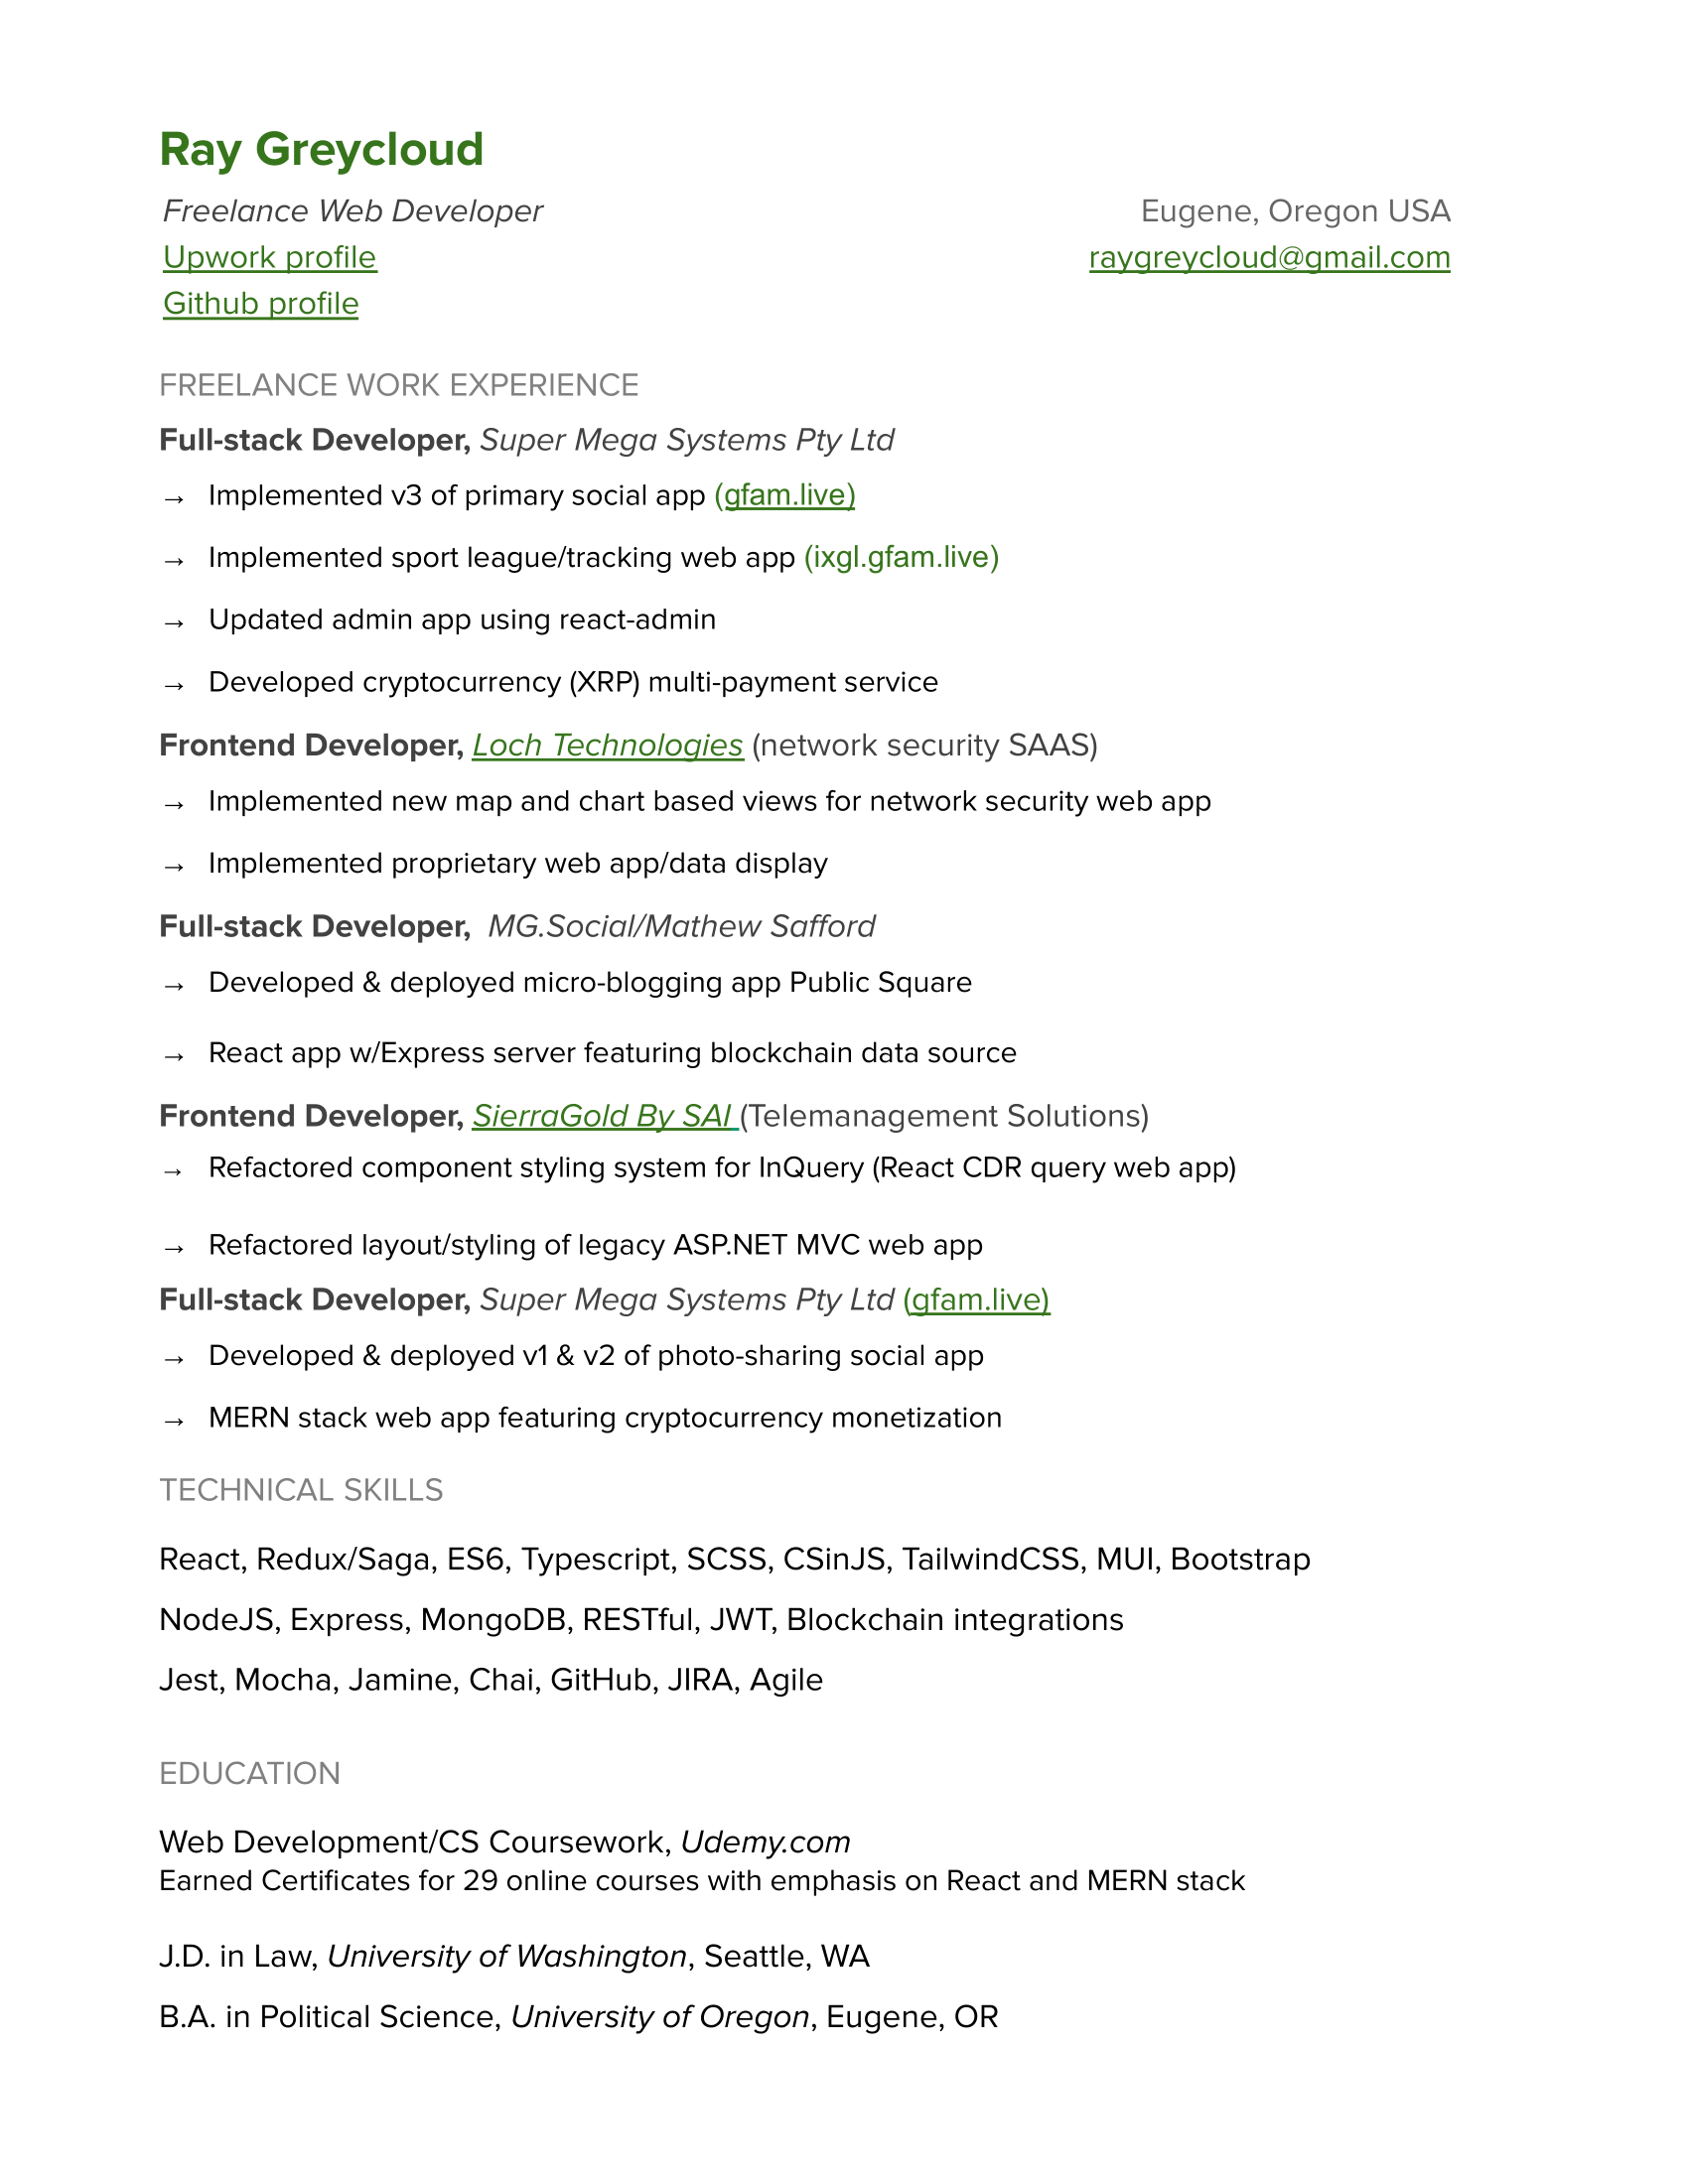 Ray Greycloud
Freelance Web Developer Eugene, Oregon USA
Upwork profile raygreycloud@gmail.com
Github profile
FREELANCE WORK EXPERIENCE
Full-stack Developer, Super Mega Systems Pty Ltd
→ Implemented v3 of primary social app (gfam.live)
→ Implemented sport league/tracking web app (ixgl.gfam.live)
→ Updated admin app using react-admin
→ Developed cryptocurrency (XRP) multi-payment service
Frontend Developer, Loch Technologies (network security SAAS)
→ Implemented new map and chart based views for network security web app
→ Implemented proprietary web app/data display
Full-stack Developer, MG.Social/Mathew Safford
→ Developed & deployed micro-blogging app Public Square
→ React app w/Express server featuring blockchain data source
Frontend Developer, SierraGold By SAI (Telemanagement Solutions)
→ Refactored component styling system for InQuery (React CDR query web app)
→ Refactored layout/styling of legacy ASP.NET MVC web app
Full-stack Developer, Super Mega Systems Pty Ltd (gfam.live)
→ Developed & deployed v1 & v2 of photo-sharing social app
→ MERN stack web app featuring cryptocurrency monetization
TECHNICAL SKILLS
React, Redux/Saga, ES6, Typescript, SCSS, CSinJS, TailwindCSS, MUI, Bootstrap
NodeJS, Express, MongoDB, RESTful, JWT, Blockchain integrations
Jest, Mocha, Jamine, Chai, GitHub, JIRA, Agile
EDUCATION
Web Development/CS Coursework, Udemy.com
Earned Certificates for 29 online courses with emphasis on React and MERN stack
J.D. in Law, University of Washington, Seattle, WA
B.A. in Political Science, University of Oregon, Eugene, OR